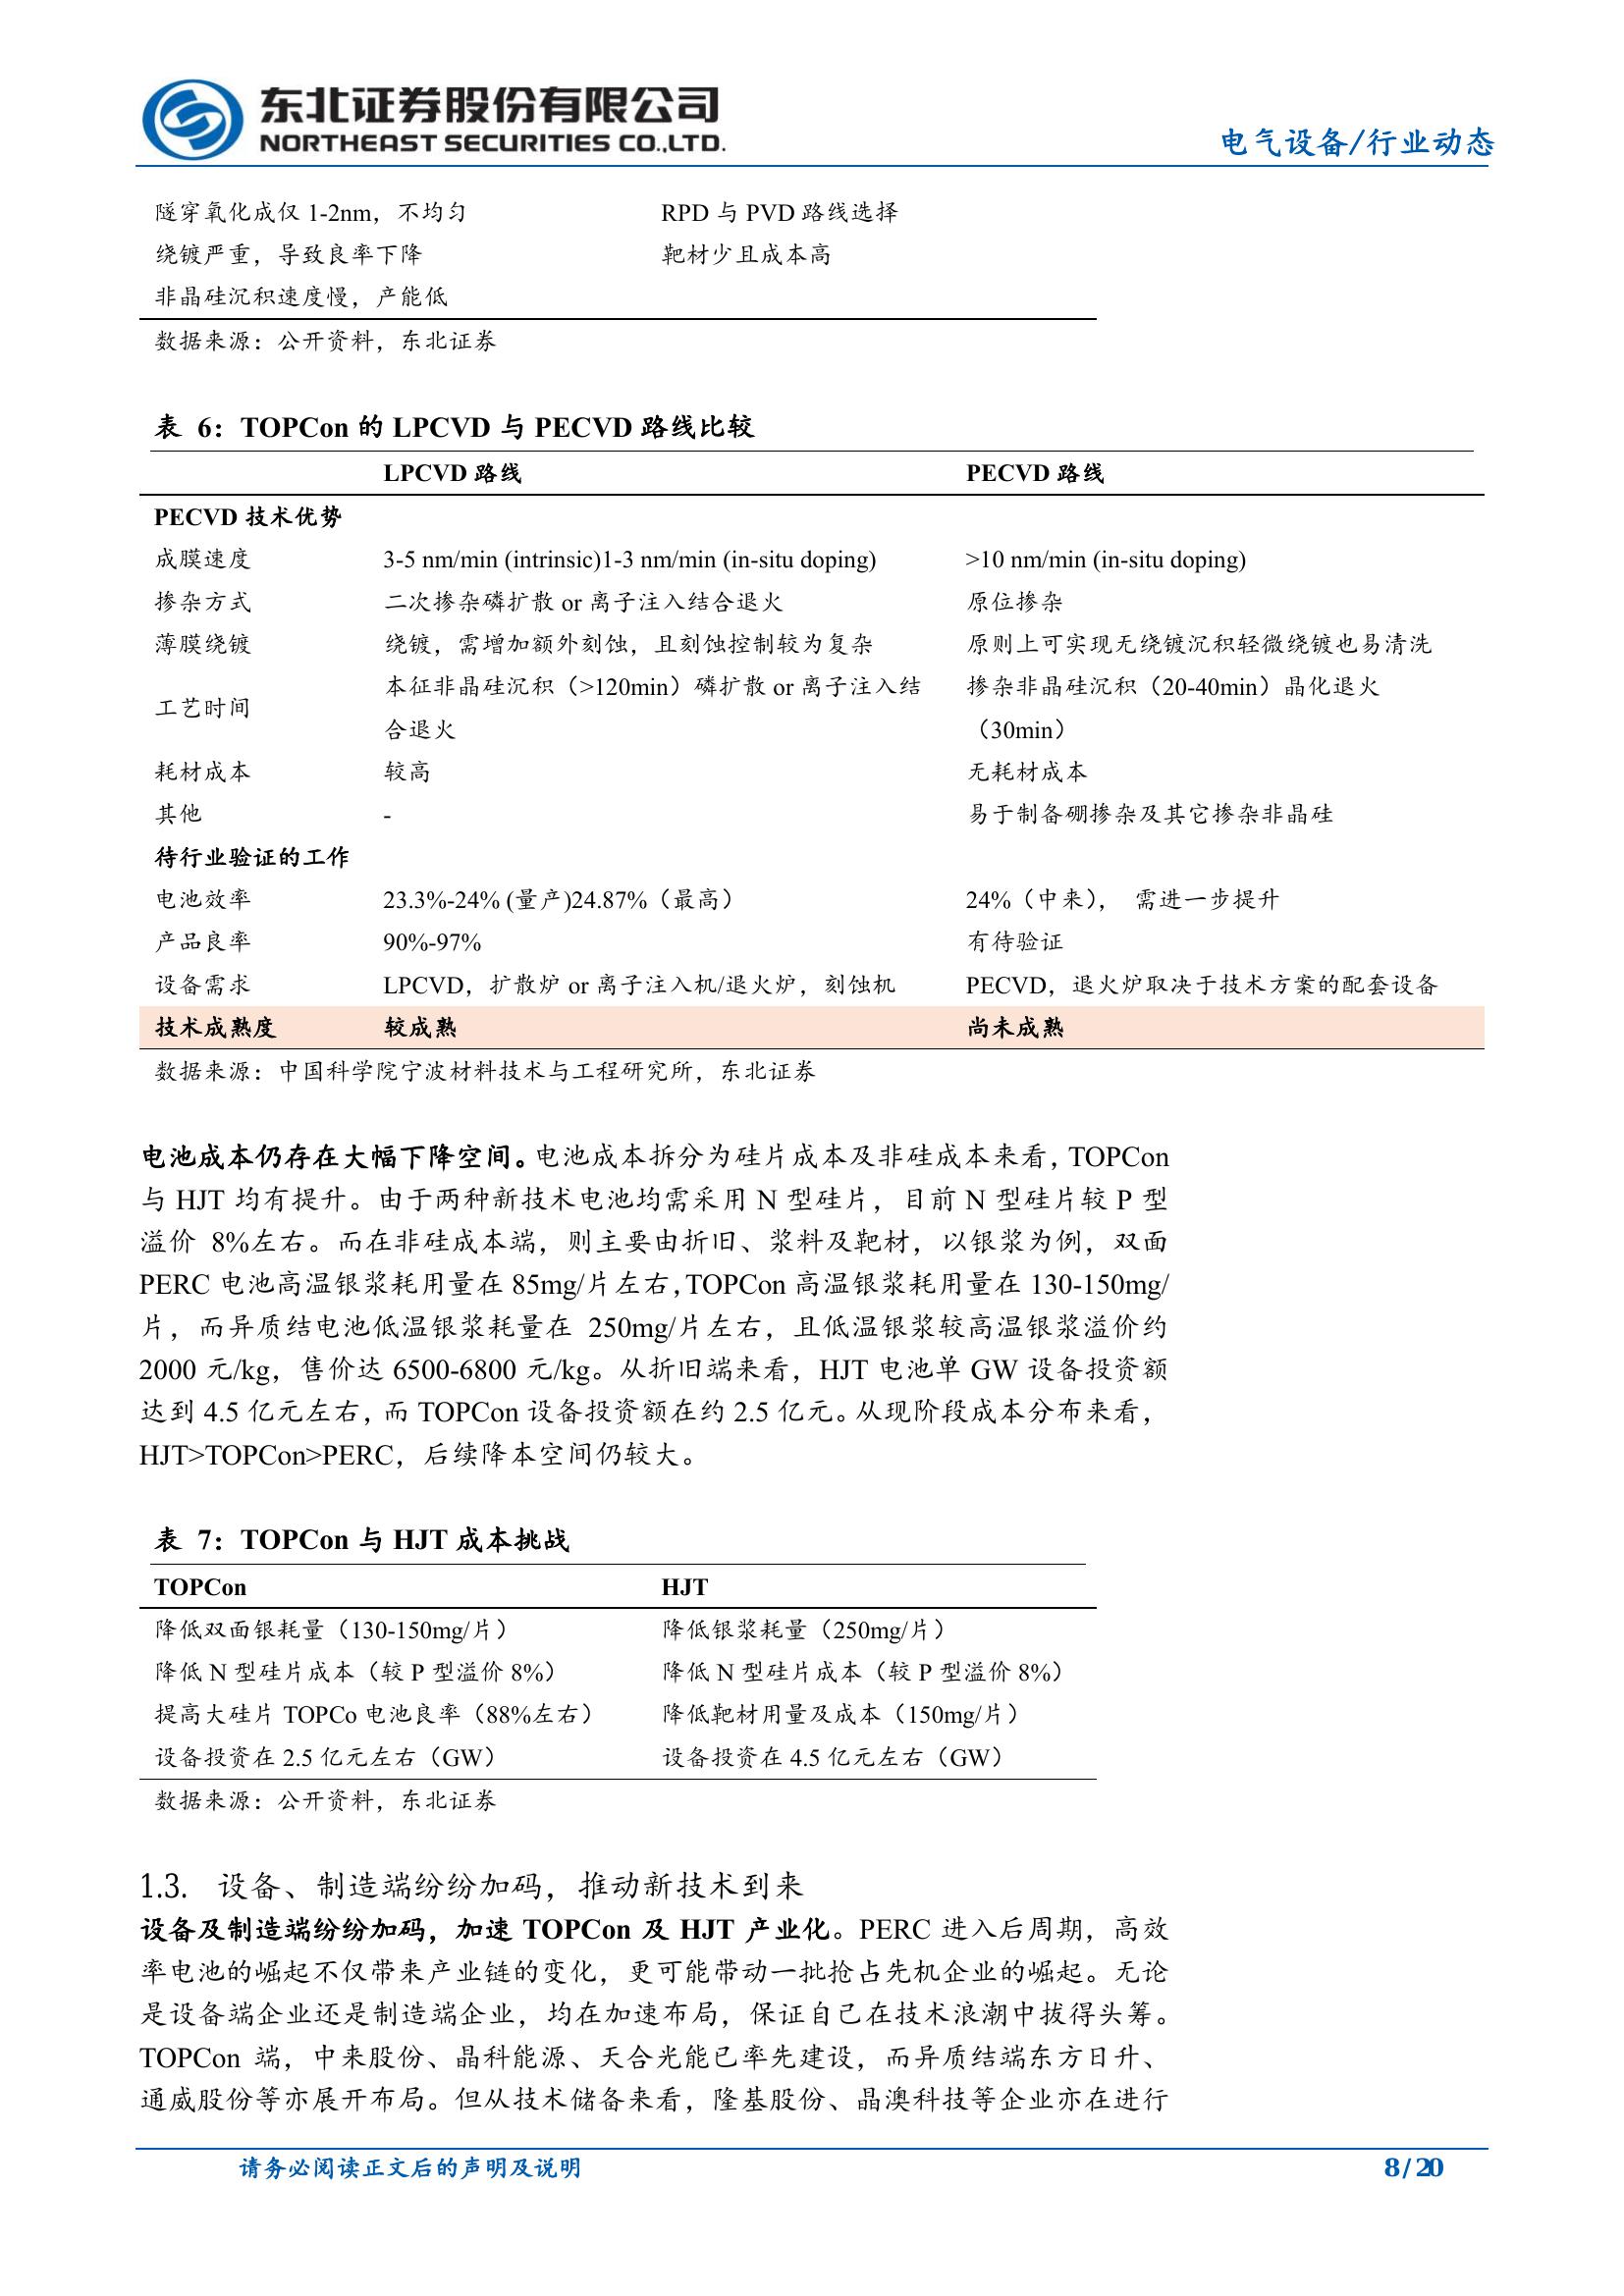 东北证券股份有限公司
NORTHEAST SECURITIES CO.,LTD.
电气设备/行业动态
隧穿氧化成仅 1-2nm，不均匀 RPD 与 PVD 路线选择
绕镀严重，导致良率下降 靶材少且成本高
非晶硅沉积速度慢，产能低
数据来源：公开资料，东北证券
表 6：TOPCon 的 LPCVD 与 PECVD 路线比较
LPCVD 路线 PECVD 路线
PECVD 技术优势
成膜速度 3-5 nm/min (intrinsic)1-3 nm/min (in-situ doping) >10 nm/min (in-situ doping)
掺杂方式 二次掺杂磷扩散 or 离子注入结合退火 原位掺杂
薄膜绕镀 绕镀，需增加额外刻蚀，且刻蚀控制较为复杂 原则上可实现无绕镀沉积轻微绕镀也易清洗
工艺时间 本征非晶硅沉积（>120min）磷扩散 or 离子注入结 掺杂非晶硅沉积（20-40min）晶化退火
合退火 （30min）
耗材成本 较高 无耗材成本
其他 - 易于制备硼掺杂及其它掺杂非晶硅
待行业验证的工作
电池效率 23.3%-24% (量产)24.87%（最高） 24%（中来）， 需进一步提升
产品良率 90%-97% 有待验证
设备需求 LPCVD，扩散炉 or 离子注入机/退火炉，刻蚀机 PECVD，退火炉取决于技术方案的配套设备
技术成熟度 较成熟 尚未成熟
数据来源：中国科学院宁波材料技术与工程研究所，东北证券
电池成本仍存在大幅下降空间。电池成本拆分为硅片成本及非硅成本来看，TOPCon
与 HJT 均有提升。由于两种新技术电池均需采用 N 型硅片，目前 N 型硅片较 P 型
溢价 8%左右。而在非硅成本端，则主要由折旧、浆料及靶材，以银浆为例，双面
PERC 电池高温银浆耗用量在 85mg/片左右，TOPCon 高温银浆耗用量在 130-150mg/
片，而异质结电池低温银浆耗量在 250mg/片左右，且低温银浆较高温银浆溢价约
2000 元/kg，售价达 6500-6800 元/kg。从折旧端来看，HJT 电池单 GW 设备投资额
达到 4.5 亿元左右，而 TOPCon 设备投资额在约 2.5 亿元。从现阶段成本分布来看，
HJT>TOPCon>PERC，后续降本空间仍较大。
表 7：TOPCon 与 HJT 成本挑战
TOPCon HJT
降低双面银耗量（130-150mg/片） 降低银浆耗量（250mg/片）
降低 N 型硅片成本（较 P 型溢价 8%） 降低 N 型硅片成本（较 P 型溢价 8%）
提高大硅片 TOPCo 电池良率（88%左右） 降低靶材用量及成本（150mg/片）
设备投资在 2.5 亿元左右（GW） 设备投资在 4.5 亿元左右（GW）
数据来源：公开资料，东北证券
1.3. 设备、制造端纷纷加码，推动新技术到来
设备及制造端纷纷加码，加速 TOPCon 及 HJT 产业化。PERC 进入后周期，高效
率电池的崛起不仅带来产业链的变化，更可能带动一批抢占先机企业的崛起。无论
是设备端企业还是制造端企业，均在加速布局，保证自己在技术浪潮中拔得头筹。
TOPCon 端，中来股份、晶科能源、天合光能已率先建设，而异质结端东方日升、
通威股份等亦展开布局。但从技术储备来看，隆基股份、晶澳科技等企业亦在进行
请务必阅读正文后的声明及说明 8 / 20